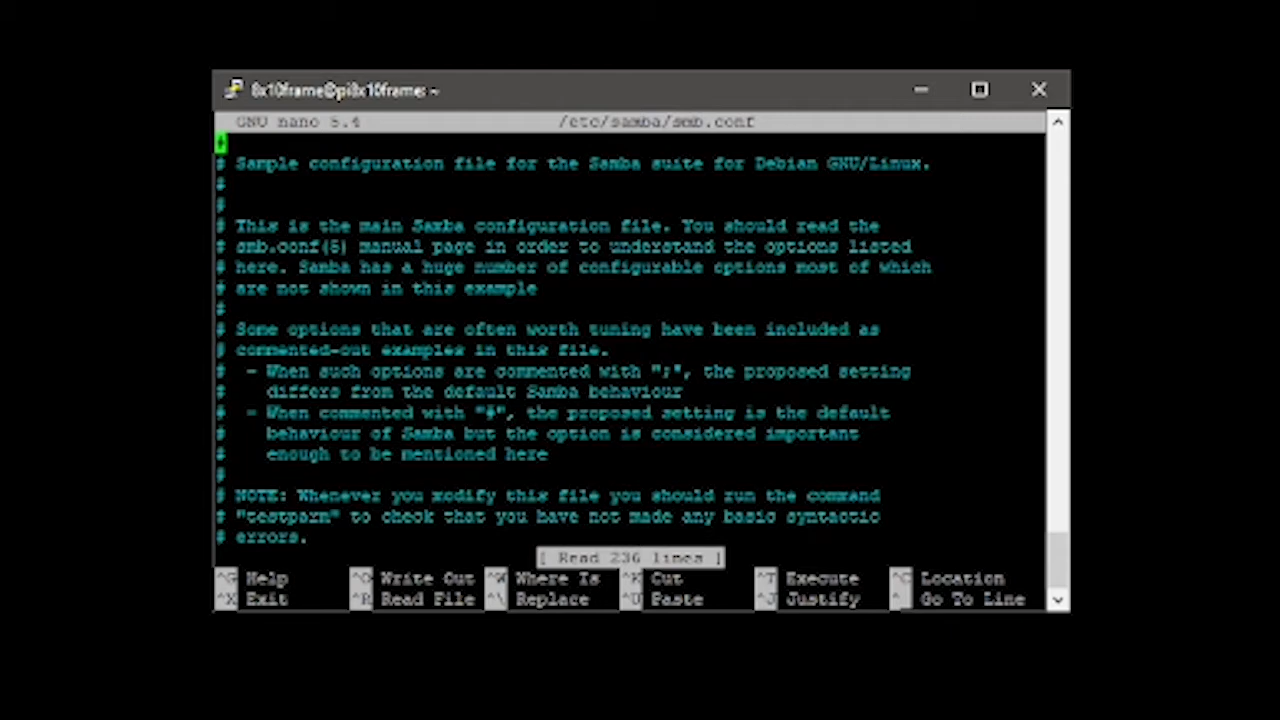 8x10frame@pi8x10frame: ~
GNU nano 5.4 /etc/samba/smb.conf
#
# Sample configuration file for the Samba suite for Debian GNU/Linux.
#
#
# This is the main Samba configuration file. You should read the
# smb.conf(5) manual page in order to understand the options listed
# here. Samba has a huge number of configurable options most of which
# are not shown in this example
#
# Some options that are often worth tuning have been included as
# commented-out examples in this file.
#  - When such options are commented with ";", the proposed setting
#    differs from the default Samba behaviour
#  - When commented with "#", the proposed setting is the default
#    behaviour of Samba but the option is considered important
#    enough to be mentioned here
#
# NOTE: Whenever you modify this file you should run the command
# "testparm" to check that you have not made any basic syntactic
# errors.
[ Read 236 lines ]
^G Help ^O Write Out ^W Where Is ^K Cut ^T Execute ^C Location
^X Exit ^R Read File ^\ Replace ^U Paste ^J Justify ^_ Go To Line